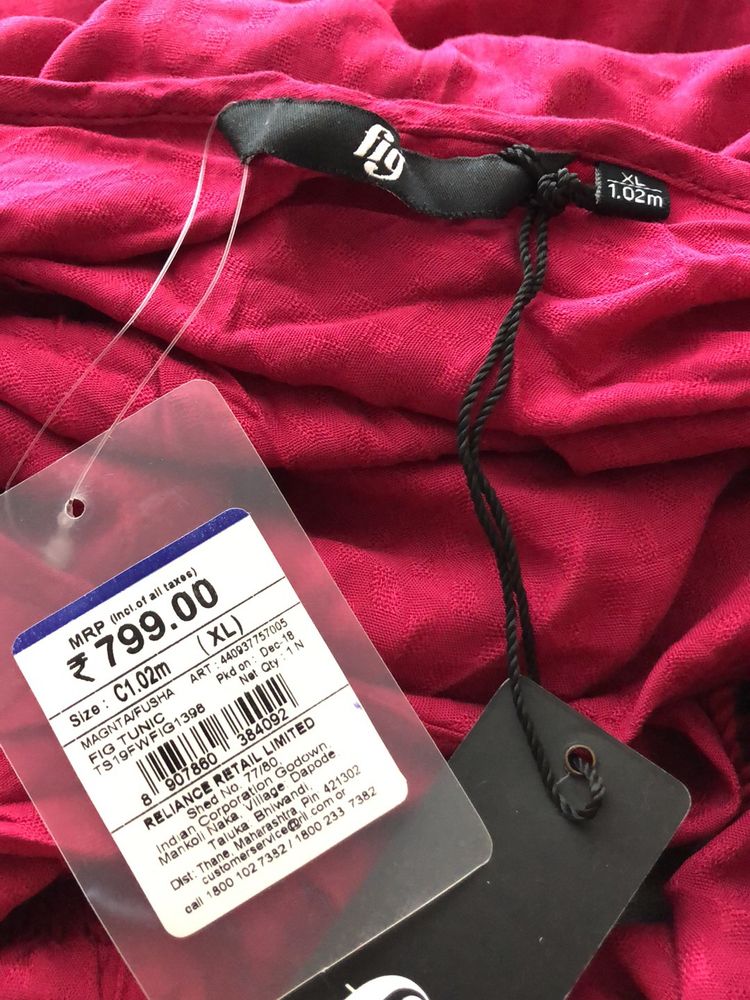 fig
XL
1.02m
MRP (Incl.of all taxes)
₹799.00
(XL)
Size : C1.02m
ART : 440937757005
MAGNTA/FUSHA
Pkd on : Dec-18
FIG TUNIC
Net Qty : 1 N
TS19FWFIG1398
8 907860 384092
RELIANCE RETAIL LIMITED
Shed No. 77/80,
Indian Corporation Godown,
Mankoli Naka, Village Dapode,
Taluka Bhiwandi,
Dist: Thane, Maharashtra, Pin 421302
customerservice@ril.com or
call 1800 102 7382 / 1800 233 7382